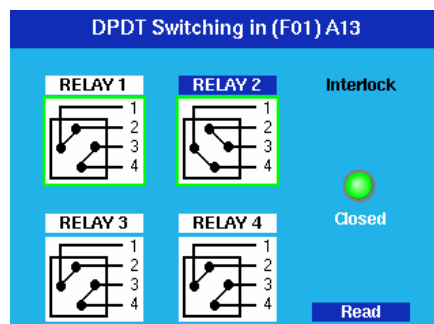 DPDT Switching in (F01) A13
RELAY 1
RELAY 2
Interlock
1
2
3
4
1
2
3
4
Closed
RELAY 3
RELAY 4
1
2
3
4
1
2
3
4
Read